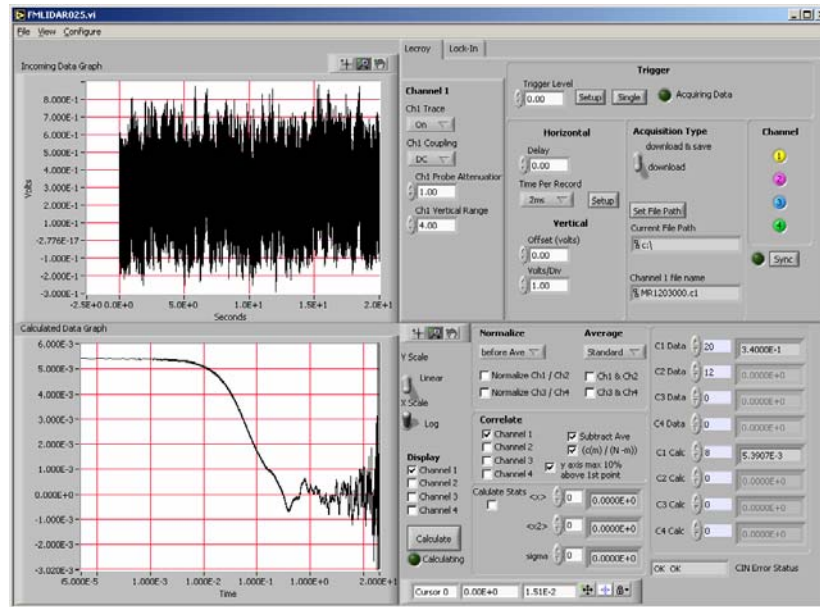 FMLIDAR025.vi
File View Configure
Incoming Data Graph
8.000E-1
7.000E-1
6.000E-1
5.000E-1
4.000E-1
3.000E-1
2.000E-1
1.000E-1
-2.776E-17
-1.000E-1
-2.000E-1
-3.000E-1
Volts
-2.5E+0 0.0E+0 5.0E+0 1.0E+1 1.5E+1 2.0E+1
Seconds
Lecroy Lock-In
Channel 1
Ch1 Trace
On
Ch1 Coupling
DC
Ch1 Probe Attenuation
1.00
Ch1 Vertical Range
4.00
Trigger
Trigger Level
0.00 Setup Single Acquiring Data
Horizontal
Delay
0.00
Time Per Record
2ms Setup
Vertical
Offset (volts)
0.00
Volts/Div
1.00
Acquisition Type
download & save
download
Set File Path
Current File Path
c:\
Channel 1 file name
MR1203000.c1
Channel
1
2
3
4
Sync
Calculated Data Graph
6.000E-3
5.000E-3
4.000E-3
3.000E-3
2.000E-3
1.000E-3
0.000E+0
-1.000E-3
-2.000E-3
-3.020E-3
1.000E-3 1.000E-2 1.000E-1 1.000E+0
Time
Y Scale
Linear
X Scale
Log
Display
Channel 1
Channel 2
Channel 3
Channel 4
Calculate
Calculating
Normalize
before Ave
Normalize Ch1 / Ch2
Normalize Ch3 / Ch4
Average
Standard
Ch1 & Ch2
Ch3 & Ch4
Correlate
Channel 1
Channel 2
Channel 3
Channel 4
Subtract Ave
(c(m) / (N -m))
y axis max 10%
above 1st point
Calulate Stats
<x> 0 0.0000E+0
<x2> 0 0.0000E+0
sigma 0 0.0000E+0
Cursor 0 0.00E+0 1.51E-2
C1 Data 20 3.4000E-1
C2 Data 12 0.0000E+0
C3 Data 0 0.0000E+0
C4 Data 0 0.0000E+0
C1 Calc 8 5.3907E-3
C2 Calc 0 0.0000E+0
C3 Calc 0 0.0000E+0
C4 Calc 0 0.0000E+0
OK OK CIN Error Status